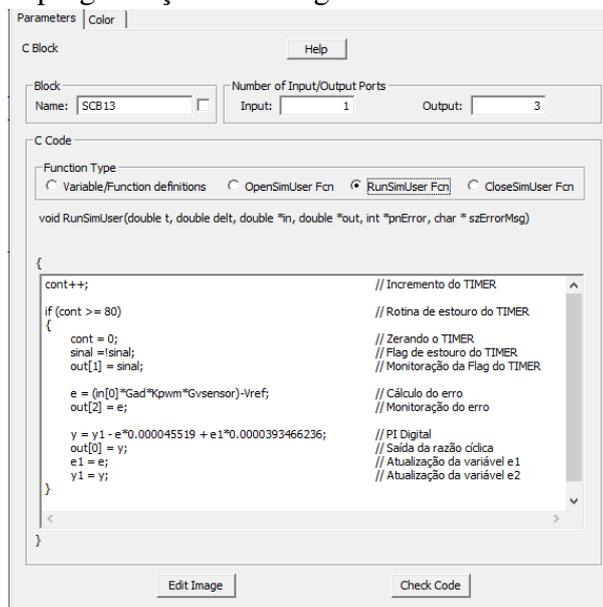 Parameters Color
C Block
Help
Block
Name: SCB13
Number of Input/Output Ports
Input: 1 Output: 3
C Code
Function Type
Variable/Function definitions OpenSimUser Fcn RunSimUser Fcn CloseSimUser Fcn
void RunSimUser(double t, double delt, double *in, double *out, int *pnError, char * szErrorMsg)
{
cont++; // Incremento do TIMER
if (cont >= 80) // Rotina de estouro do TIMER
{
cont = 0; // Zerando o TIMER
sinal =!sinal; // Flag de estouro do TIMER
out[1] = sinal; // Monitoração da Flag do TIMER
e = (in[0]*Gad*Kpwm*Gvsensor)-Vref; // Cálculo do erro
out[2] = e; // Monitoração do erro
y = y1 - e*0.000045519 + e1*0.0000393466236; // PI Digital
out[0] = y; // Saída da razão cíclica
e1 = e; // Atualização da variável e1
y1 = y; // Atualização da variável e2
}
}
Edit Image Check Code